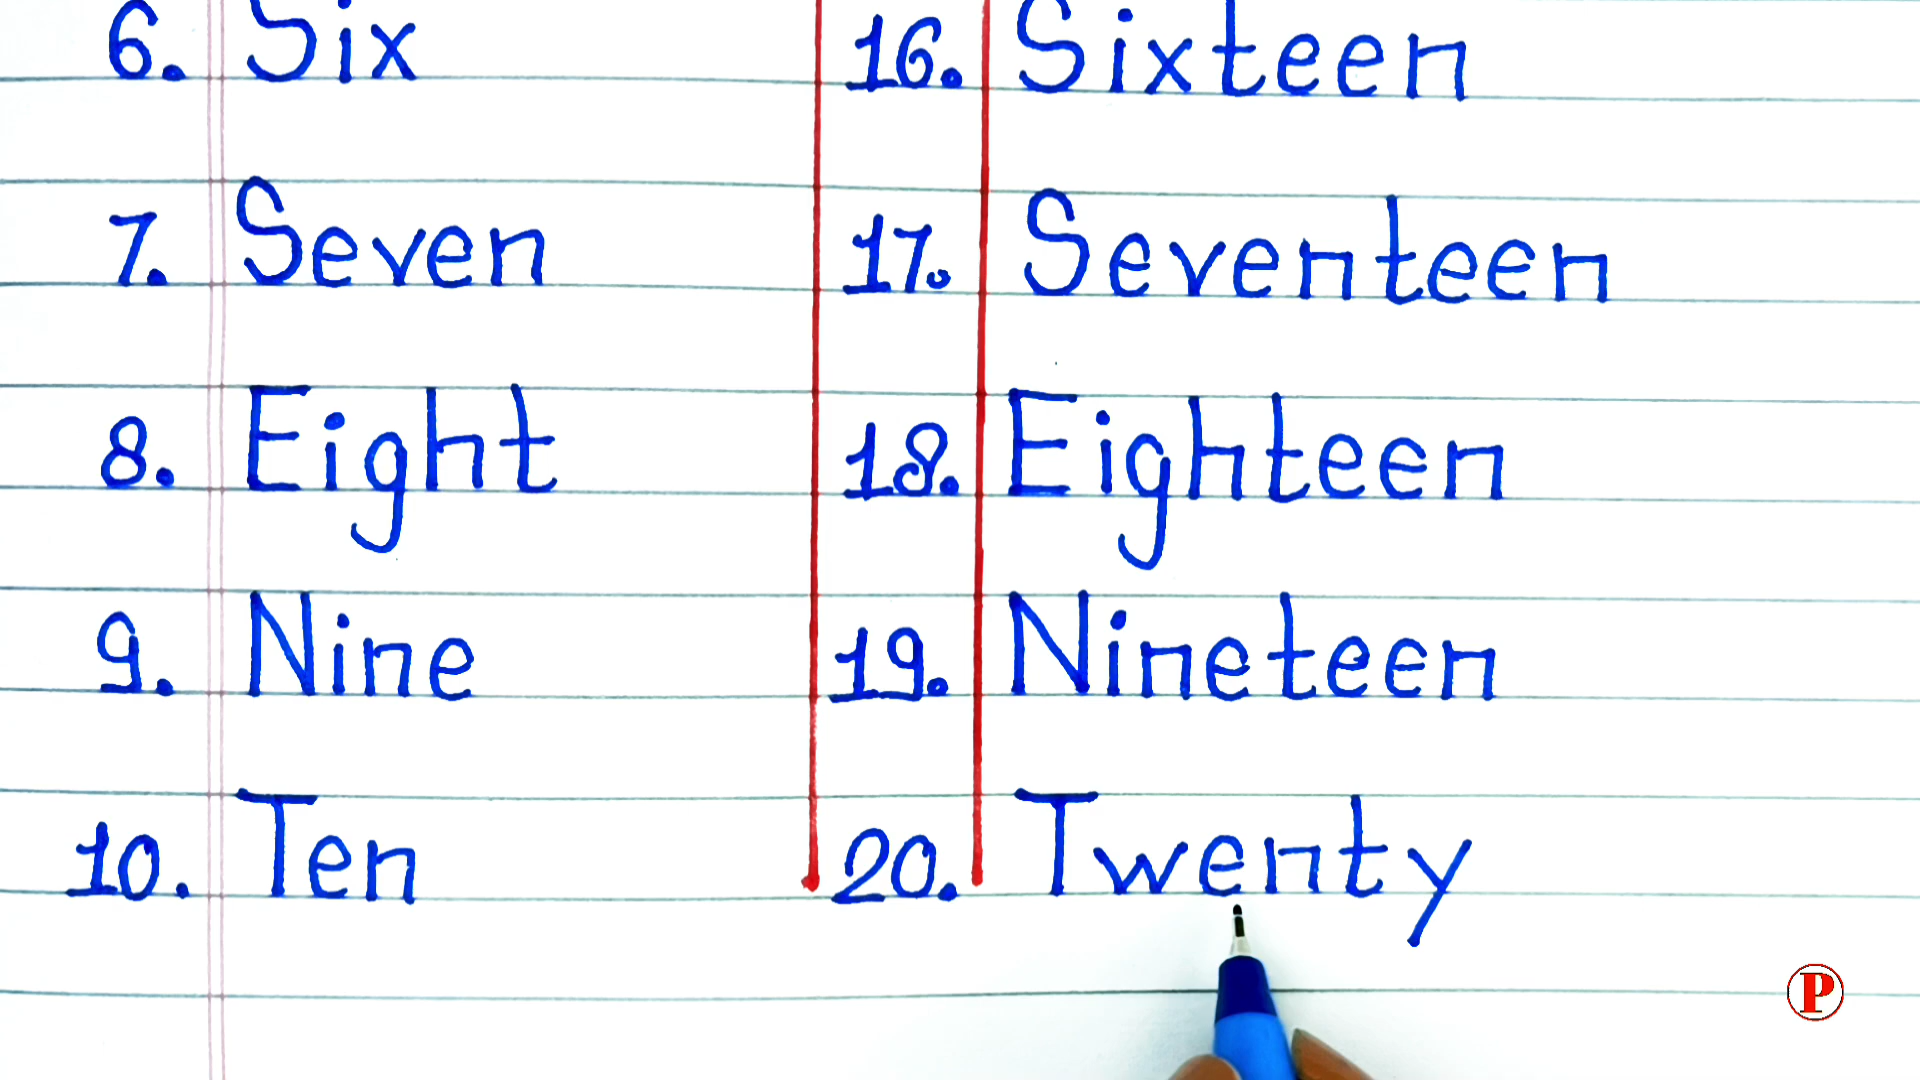 6. Six 16. Sixteen
7. Seven 17. Seventeen
8. Eight 18. Eighteen
9. Nine 19. Nineteen
10. Ten 20. Twenty
P